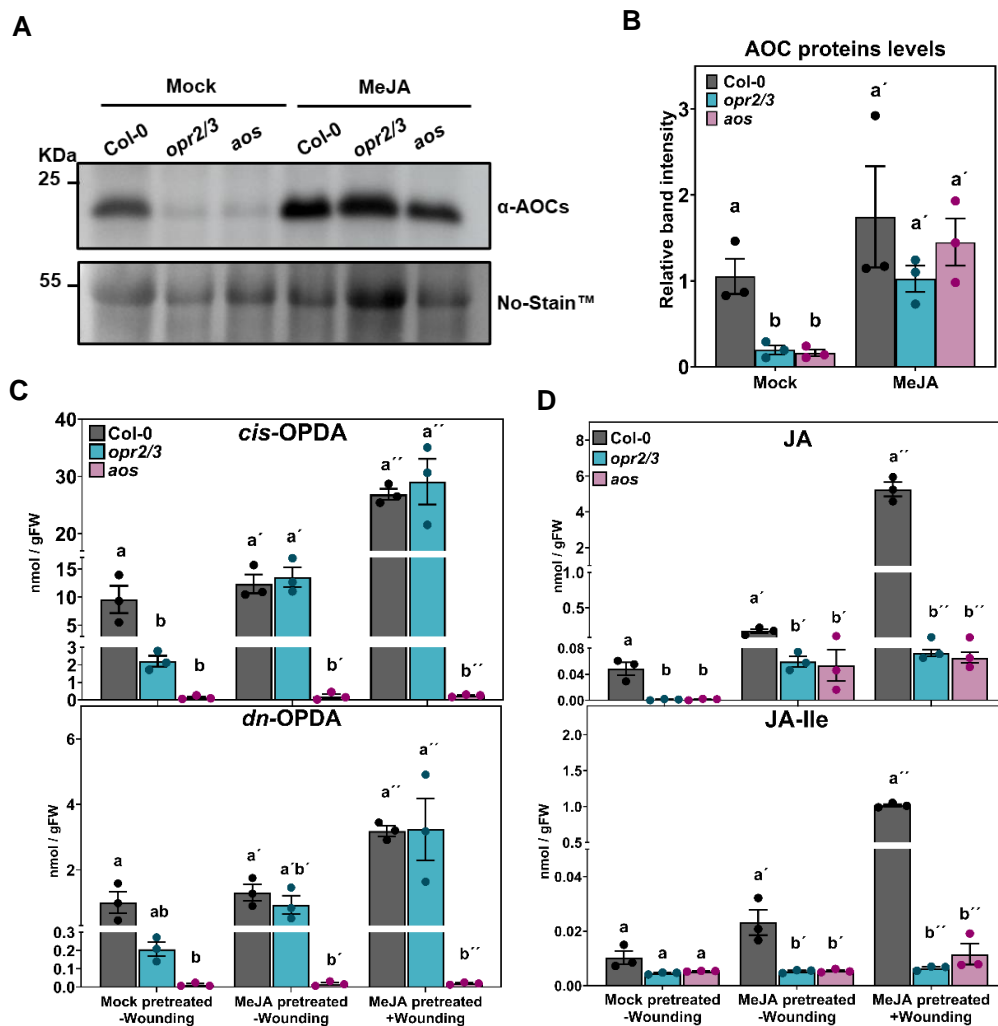 A
Mock
MeJA
Col-0
opr2/3
aos
Col-0
opr2/3
aos
KDa
25
α-AOCs
55
No-Stain™
B
AOC proteins levels
Col-0
opr2/3
aos
Relative band intensity
3
2
1
0
a
b
b
a´
a´
a´
Mock
MeJA
C
cis-OPDA
Col-0
opr2/3
aos
nmol / gFW
40
30
20
15
10
5
3
2
1
0
a
b
b
a´
a´
b´
a´´
a´´
b´´
dn-OPDA
nmol / gFW
6
4
2
0.3
0.2
0.1
0.0
a
ab
b
a´
a´b´
b´
a´´
a´´
b´´
Mock pretreated
-Wounding
MeJA pretreated
-Wounding
MeJA pretreated
+Wounding
D
JA
Col-0
opr2/3
aos
nmol / gFW
8
6
4
2
1.0
0.5
0.0
0.08
0.04
0.00
a
b
b
a´
b´
b´
a´´
b´´
b´´
JA-Ile
nmol / gFW
2.0
1.5
1.0
0.5
0.04
0.02
0.00
a
a
a
a´
b´
b´
a´´
b´´
b´´
Mock pretreated
-Wounding
MeJA pretreated
-Wounding
MeJA pretreated
+Wounding